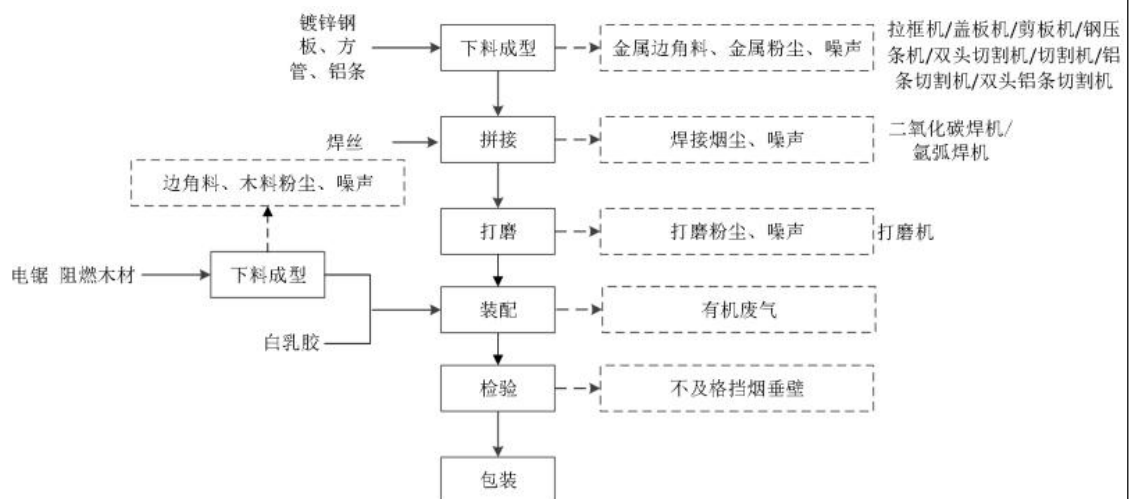 镀锌钢
板、方
管、铝条
下料成型
金属边角料、金属粉尘、噪声
拉框机/盖板机/剪板机/钢压
条机/双头切割机/切割机/铝
条切割机/双头铝条切割机
焊丝
拼接
焊接烟尘、噪声
二氧化碳焊机/
氩弧焊机
边角料、木料粉尘、噪声
打磨
打磨粉尘、噪声
打磨机
电锯 阻燃木材
下料成型
白乳胶
装配
有机废气
检验
不及格挡烟垂壁
包装